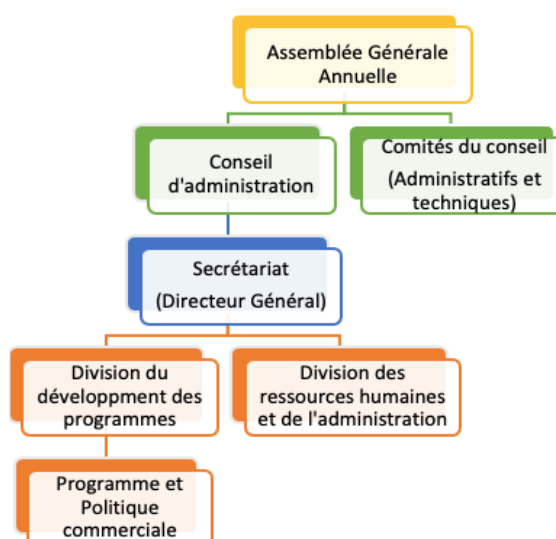 Assemblée Générale
Annuelle
Conseil
d'administration
Comités du conseil
(Administratifs et
techniques)
Secrétariat
(Directeur Général)
Division du
développment des
programmes
Division des
ressources humaines
et de l'administration
Programme et
Politique
commerciale